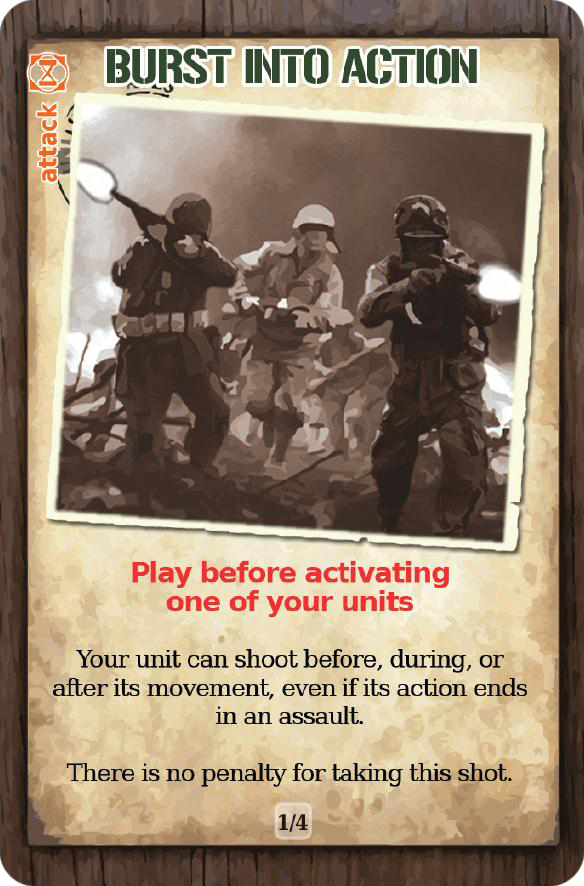 BURST INTO ACTION
attack
Play before activating
one of your units
Your unit can shoot before, during, or
after its movement, even if its action ends
in an assault.
There is no penalty for taking this shot.
1/4